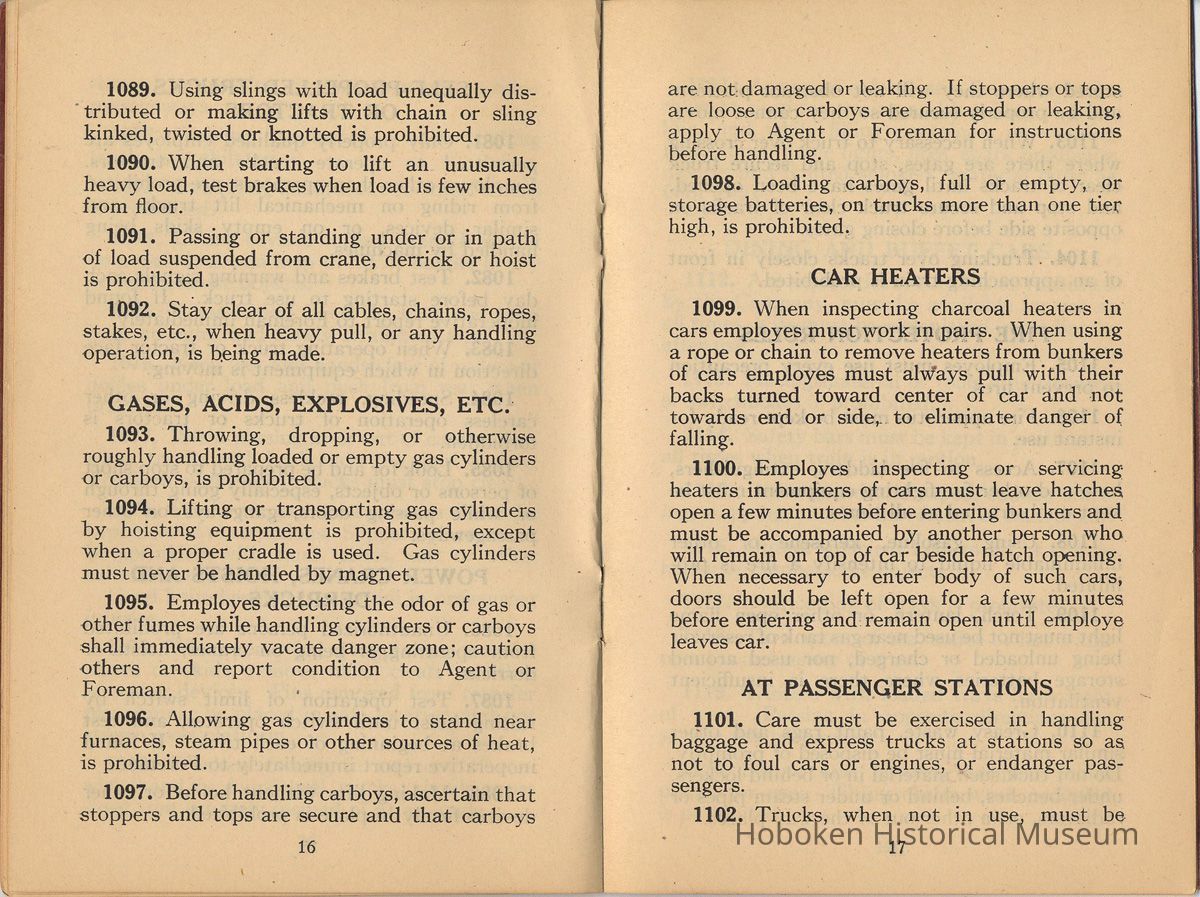 1089. Using slings with load unequally dis-
tributed or making lifts with chain or sling
kinked, twisted or knotted is prohibited.
1090. When starting to lift an unusually
heavy load, test brakes when load is few inches
from floor.
1091. Passing or standing under or in path
of load suspended from crane, derrick or hoist
is prohibited.
1092. Stay clear of all cables, chains, ropes,
stakes, etc., when heavy pull, or any handling
operation, is being made.
GASES, ACIDS, EXPLOSIVES, ETC.
1093. Throwing, dropping, or otherwise
roughly handling loaded or empty gas cylinders
or carboys, is prohibited.
1094. Lifting or transporting gas cylinders
by hoisting equipment is prohibited, except
when a proper cradle is used. Gas cylinders
must never be handled by magnet.
1095. Employes detecting the odor of gas or
other fumes while handling cylinders or carboys
shall immediately vacate danger zone; caution
others and report condition to Agent or
Foreman.
1096. Allowing gas cylinders to stand near
furnaces, steam pipes or other sources of heat,
is prohibited.
1097. Before handling carboys, ascertain that
stoppers and tops are secure and that carboys
16
are not damaged or leaking. If stoppers or tops
are loose or carboys are damaged or leaking,
apply to Agent or Foreman for instructions
before handling.
1098. Loading carboys, full or empty, or
storage batteries, on trucks more than one tier
high, is prohibited.
CAR HEATERS
1099. When inspecting charcoal heaters in
cars employes must work in pairs. When using
a rope or chain to remove heaters from bunkers
of cars employes must always pull with their
backs turned toward center of car and not
towards end or side, to eliminate danger of
falling.
1100. Employes inspecting or servicing
heaters in bunkers of cars must leave hatches
open a few minutes before entering bunkers and
must be accompanied by another person who
will remain on top of car beside hatch opening.
When necessary to enter body of such cars,
doors should be left open for a few minutes
before entering and remain open until employe
leaves car.
AT PASSENGER STATIONS
1101. Care must be exercised in handling
baggage and express trucks at stations so as
not to foul cars or engines, or endanger pas-
sengers.
1102. Trucks, when not in use, must be
Hoboken Historical Museum
17